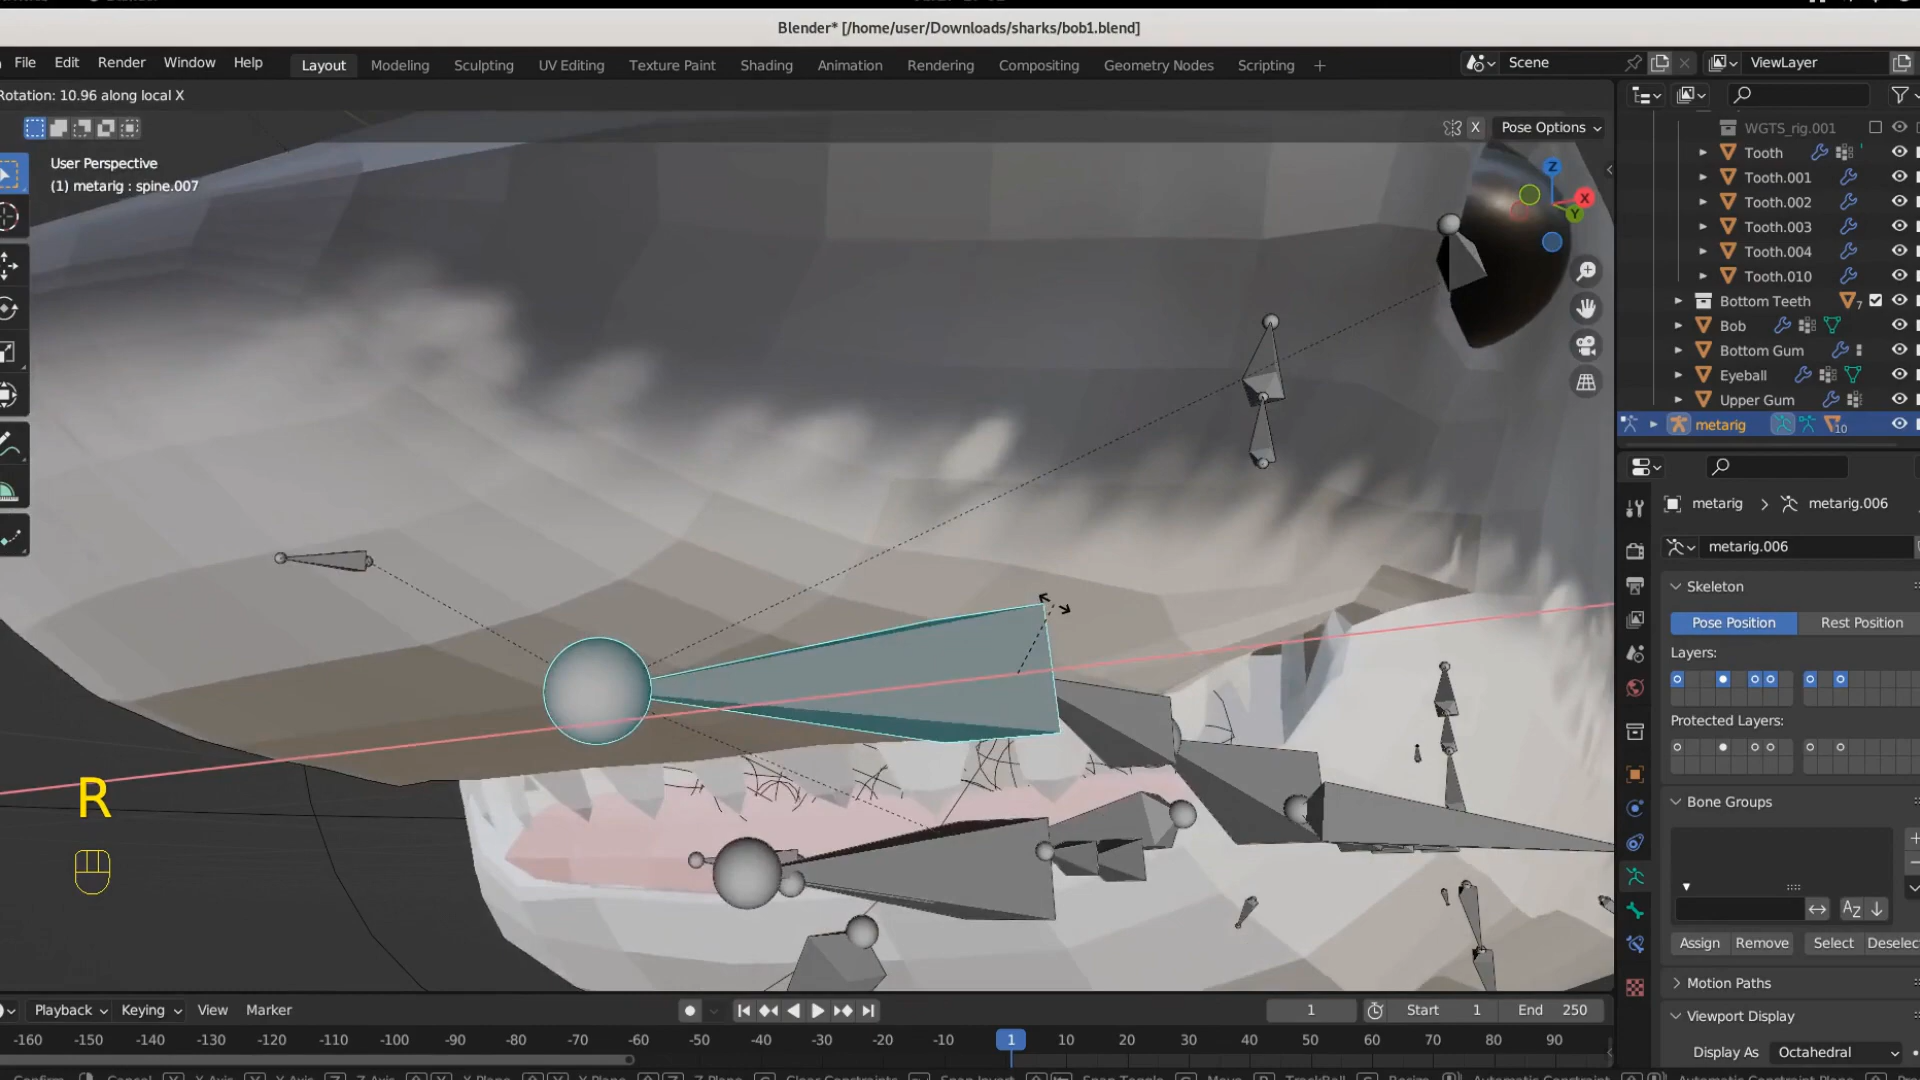 Blender* [/home/user/Downloads/sharks/bob1.blend]
File Edit Render Window Help Layout Modeling Sculpting UV Editing Texture Paint Shading Animation Rendering Compositing Geometry Nodes Scripting + Scene ViewLayer
Rotation: 10.96 along local X
X Pose Options
User Perspective
(1) metarig : spine.007
Z
X
Y
R
WGTS_rig.001
Tooth
Tooth.001
Tooth.002
Tooth.003
Tooth.004
Tooth.010
Bottom Teeth 7
Bob
Bottom Gum
Eyeball
Upper Gum
metarig 10
metarig > metarig.006
metarig.006
Skeleton
Pose Position Rest Position
Layers:
Protected Layers:
Bone Groups
Assign Remove Select Deselect
Motion Paths
Viewport Display
Display As Octahedral
Playback Keying View Marker 1 Start 1 End 250
-160 -150 -140 -130 -120 -110 -100 -90 -80 -70 -60 -50 -40 -30 -20 -10 1 10 20 30 40 50 60 70 80 90